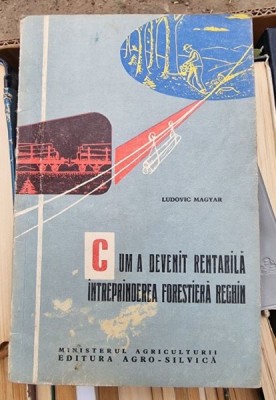 LUDOVIC MAGYAR
CUM A DEVENIT RENTABILĂ
ÎNTREPRINDEREA FORESTIERĂ REGHIN
MINISTERUL AGRICULTURII
EDITURA AGRO-SILVICĂ